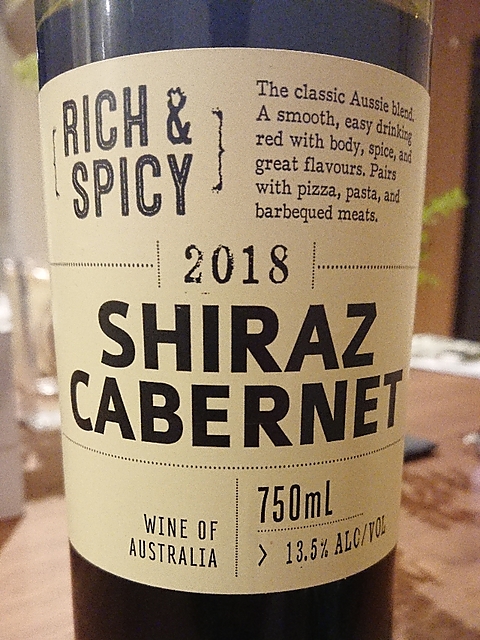 RICH &
SPICY
The classic Aussie blend.
A smooth, easy drinking
red with body, spice, and
great flavours. Pairs
with pizza, pasta, and
barbequed meats.
2018
SHIRAZ
CABERNET
WINE OF
AUSTRALIA
750mL
> 13.5% ALC/VOL